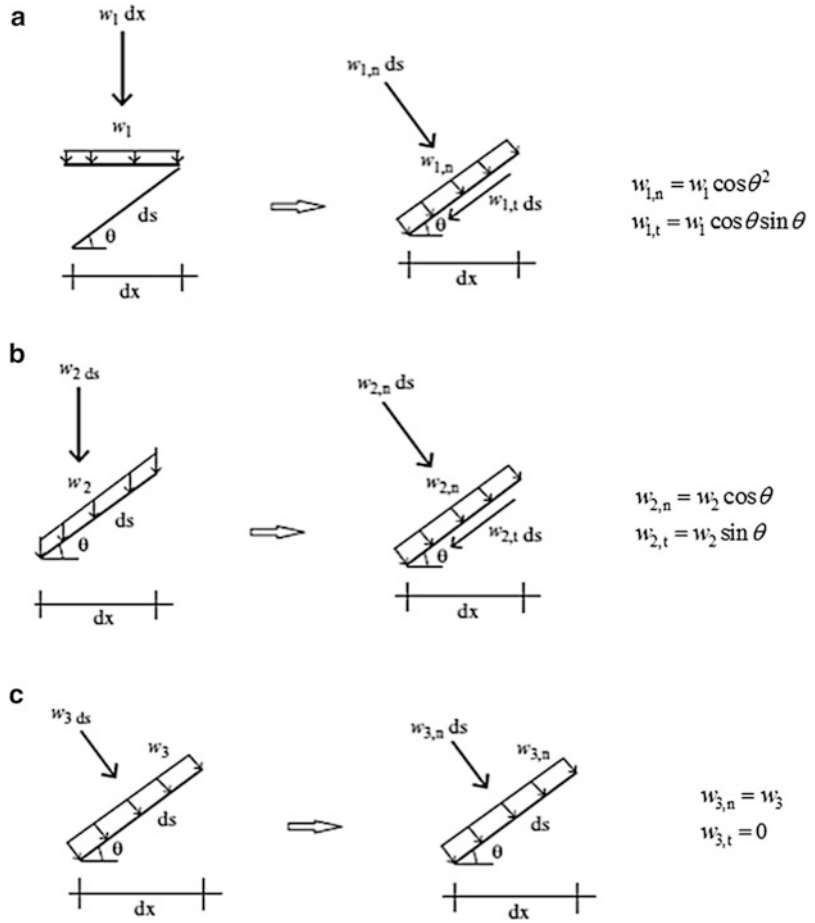 a
w₁ dx
w₁
ds
θ
dx
w₁,ₙ ds
w₁,ₙ
w₁,ₜ ds
θ
dx
w₁,ₙ = w₁ cosθ²
w₁,ₜ = w₁ cosθ sinθ
b
w₂ ds
w₂
ds
θ
dx
w₂,ₙ ds
w₂,ₙ
w₂,ₜ ds
θ
dx
w₂,ₙ = w₂ cosθ
w₂,ₜ = w₂ sin θ
c
w₃ ds
w₃
ds
θ
dx
w₃,ₙ ds
w₃,ₙ
ds
θ
dx
w₃,ₙ = w₃
w₃,ₜ = 0